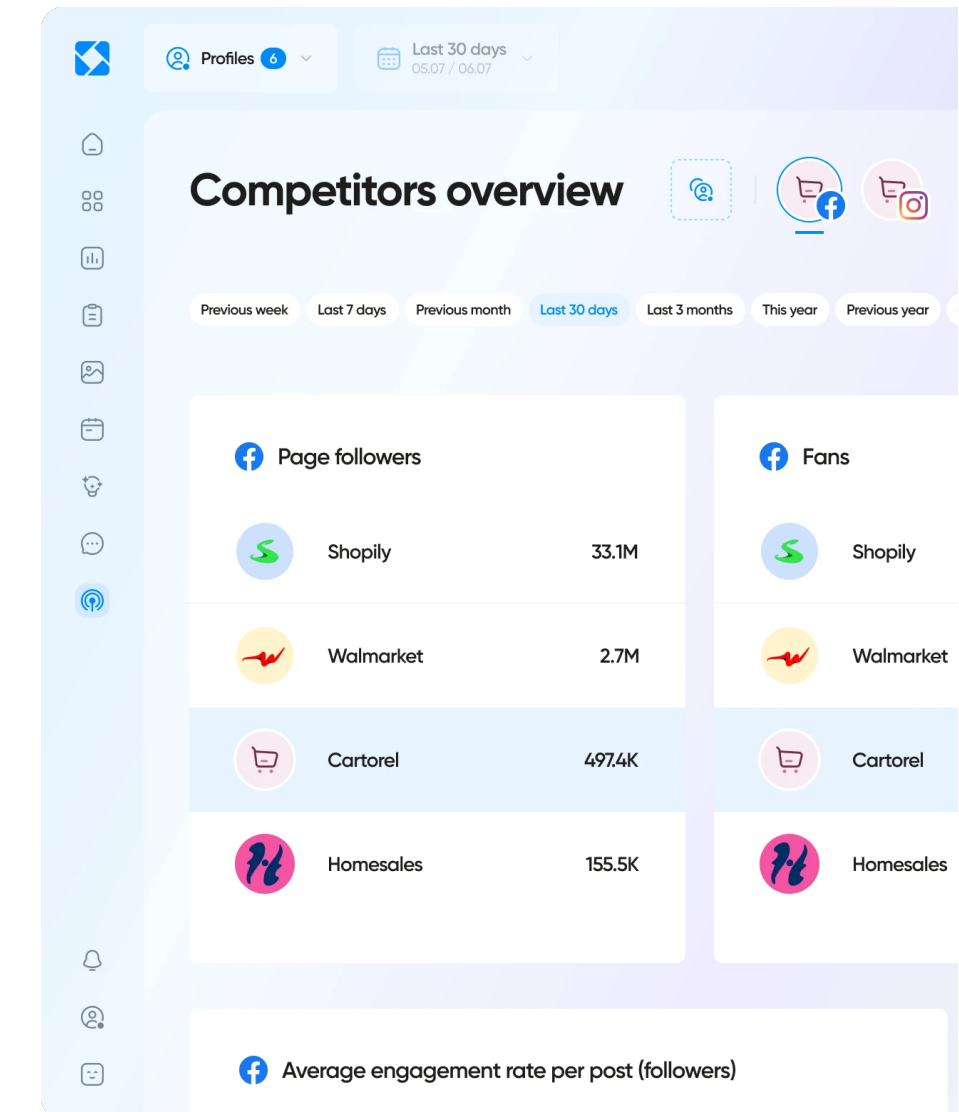 Profiles 6
Last 30 days
05.07 / 06.07
Competitors overview
Previous week Last 7 days Previous month Last 30 days Last 3 months This year Previous year
Page followers
Shopily 33.1M
Walmarket 2.7M
Cartorel 497.4K
Homesales 155.5K
Fans
Shopily
Walmarket
Cartorel
Homesales
Average engagement rate per post (followers)